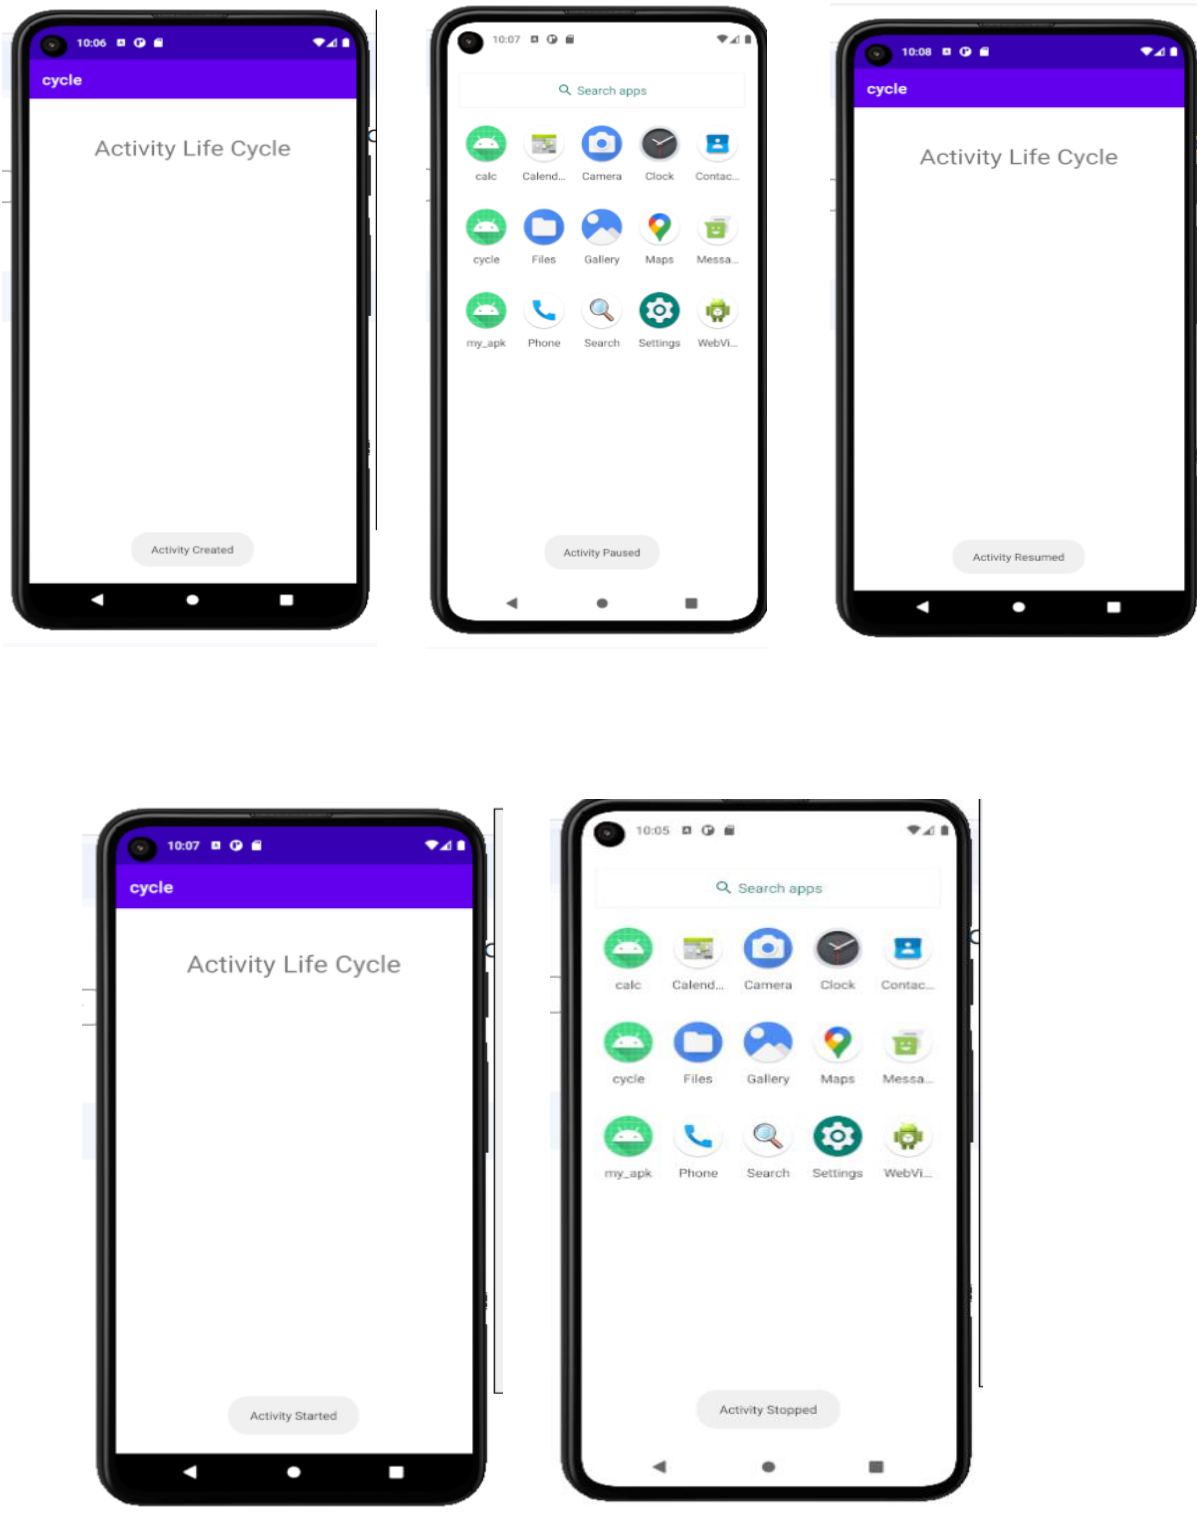 10:06
cycle
Activity Life Cycle
Activity Created
10:07
Search apps
calc Calend... Camera Clock Contac...
cycle Files Gallery Maps Messa...
my_apk Phone Search Settings WebVi...
Activity Paused
10:08
cycle
Activity Life Cycle
Activity Resumed
10:07
cycle
Activity Life Cycle
Activity Started
10:05
Search apps
calc Calend... Camera Clock Contac...
cycle Files Gallery Maps Messa...
my_apk Phone Search Settings WebVi...
Activity Stopped